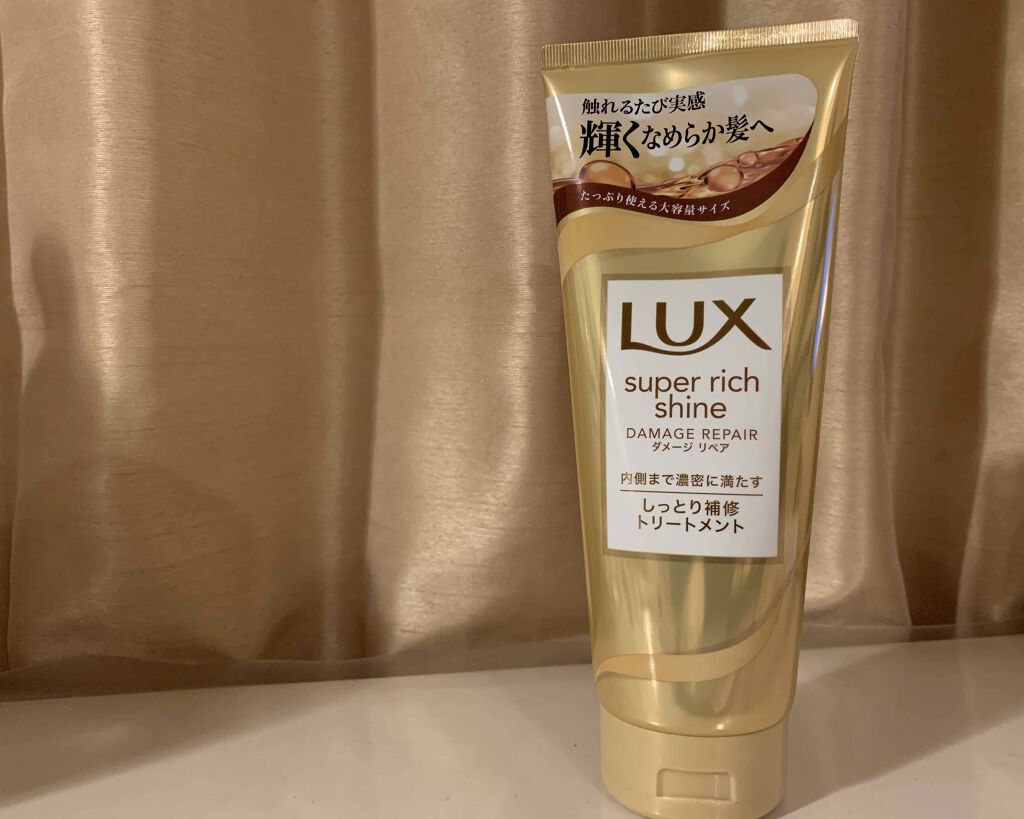 触れるたび実感
輝くなめらか髪へ
たっぷり使える大容量サイズ
LUX
super rich
shine
DAMAGE REPAIR
ダメージ リペア
内側まで濃密に満たす
しっとり補修
トリートメント